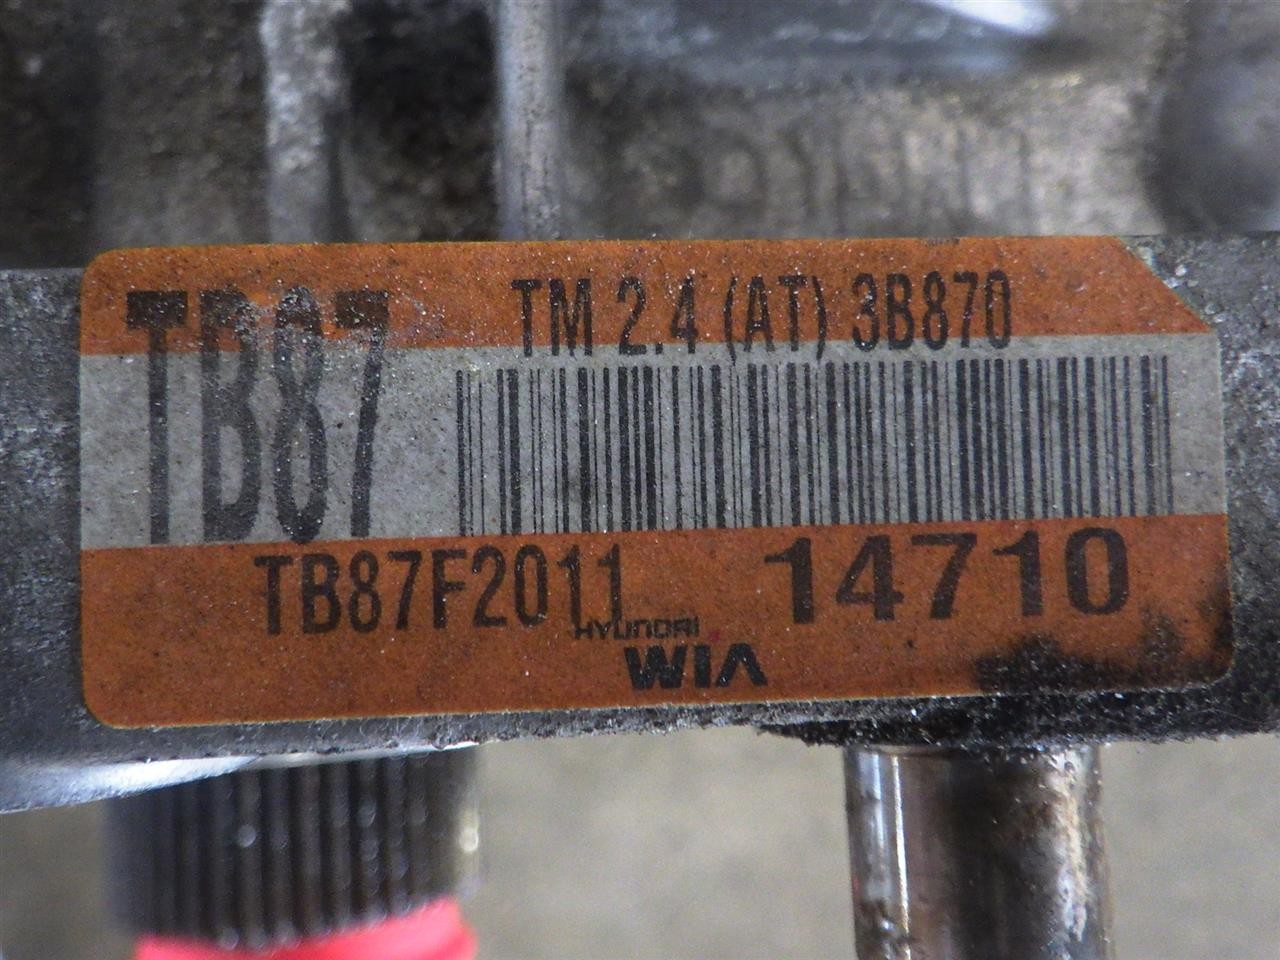 TB87
TM 2.4 (AT) 3B870
TB87F2011
14710
HYUNDAI
WIA